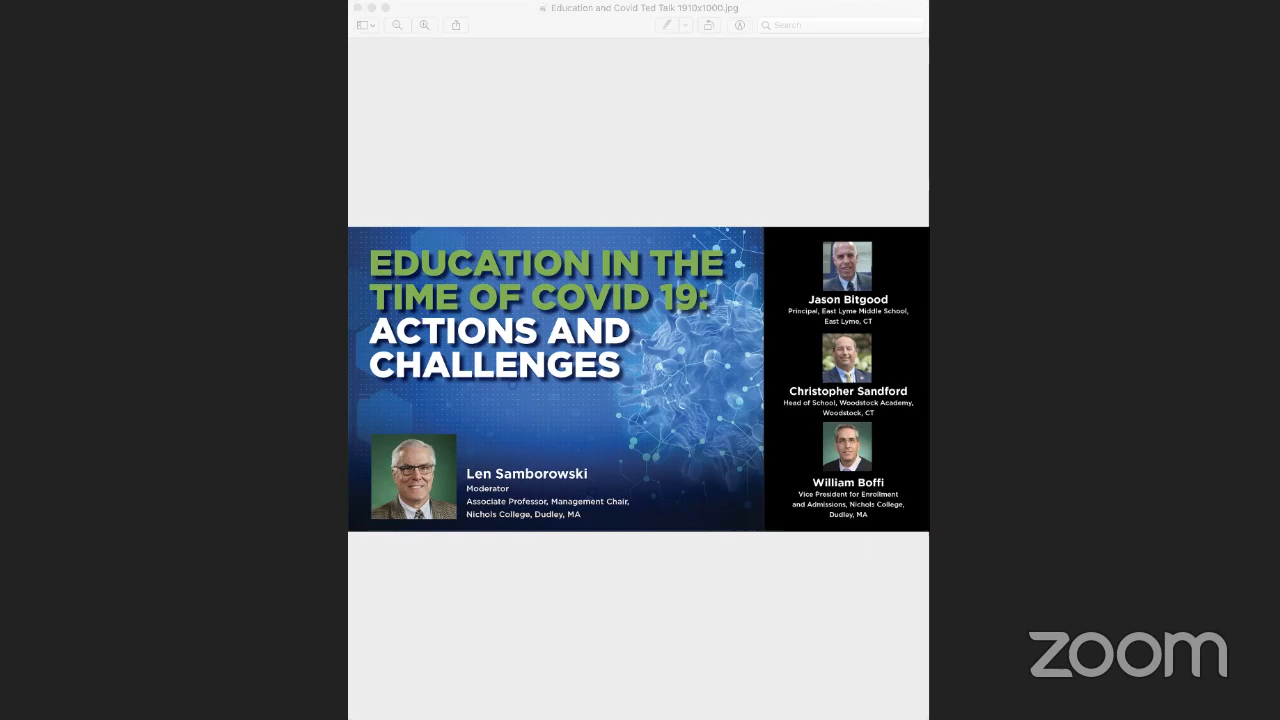 Education and Covid Ted Talk 1910x1000.jpg
Search
EDUCATION IN THE
TIME OF COVID 19:
ACTIONS AND
CHALLENGES
Len Samborowski
Moderator
Associate Professor, Management Chair,
Nichols College, Dudley, MA
Jason Bitgood
Principal, East Lyme Middle School,
East Lyme, CT
Christopher Sandford
Head of School, Woodstock Academy,
Woodstock, CT
William Boffi
Vice President for Enrollment
and Admissions, Nichols College,
Dudley, MA
zoom